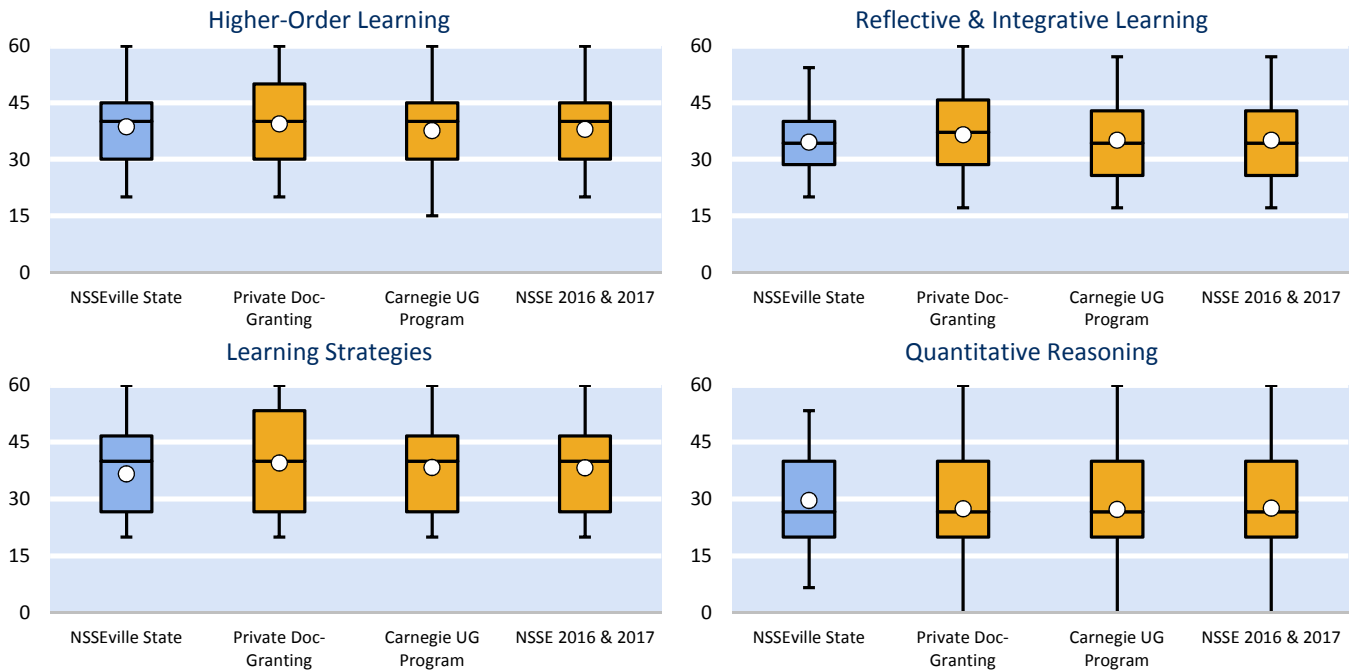 Higher-Order Learning
60
45
30
15
0
NSSEville State
Private Doc-
Granting
Carnegie UG
Program
NSSE 2016 & 2017
Reflective & Integrative Learning
60
45
30
15
0
NSSEville State
Private Doc-
Granting
Carnegie UG
Program
NSSE 2016 & 2017
Learning Strategies
60
45
30
15
0
NSSEville State
Private Doc-
Granting
Carnegie UG
Program
NSSE 2016 & 2017
Quantitative Reasoning
60
45
30
15
0
NSSEville State
Private Doc-
Granting
Carnegie UG
Program
NSSE 2016 & 2017